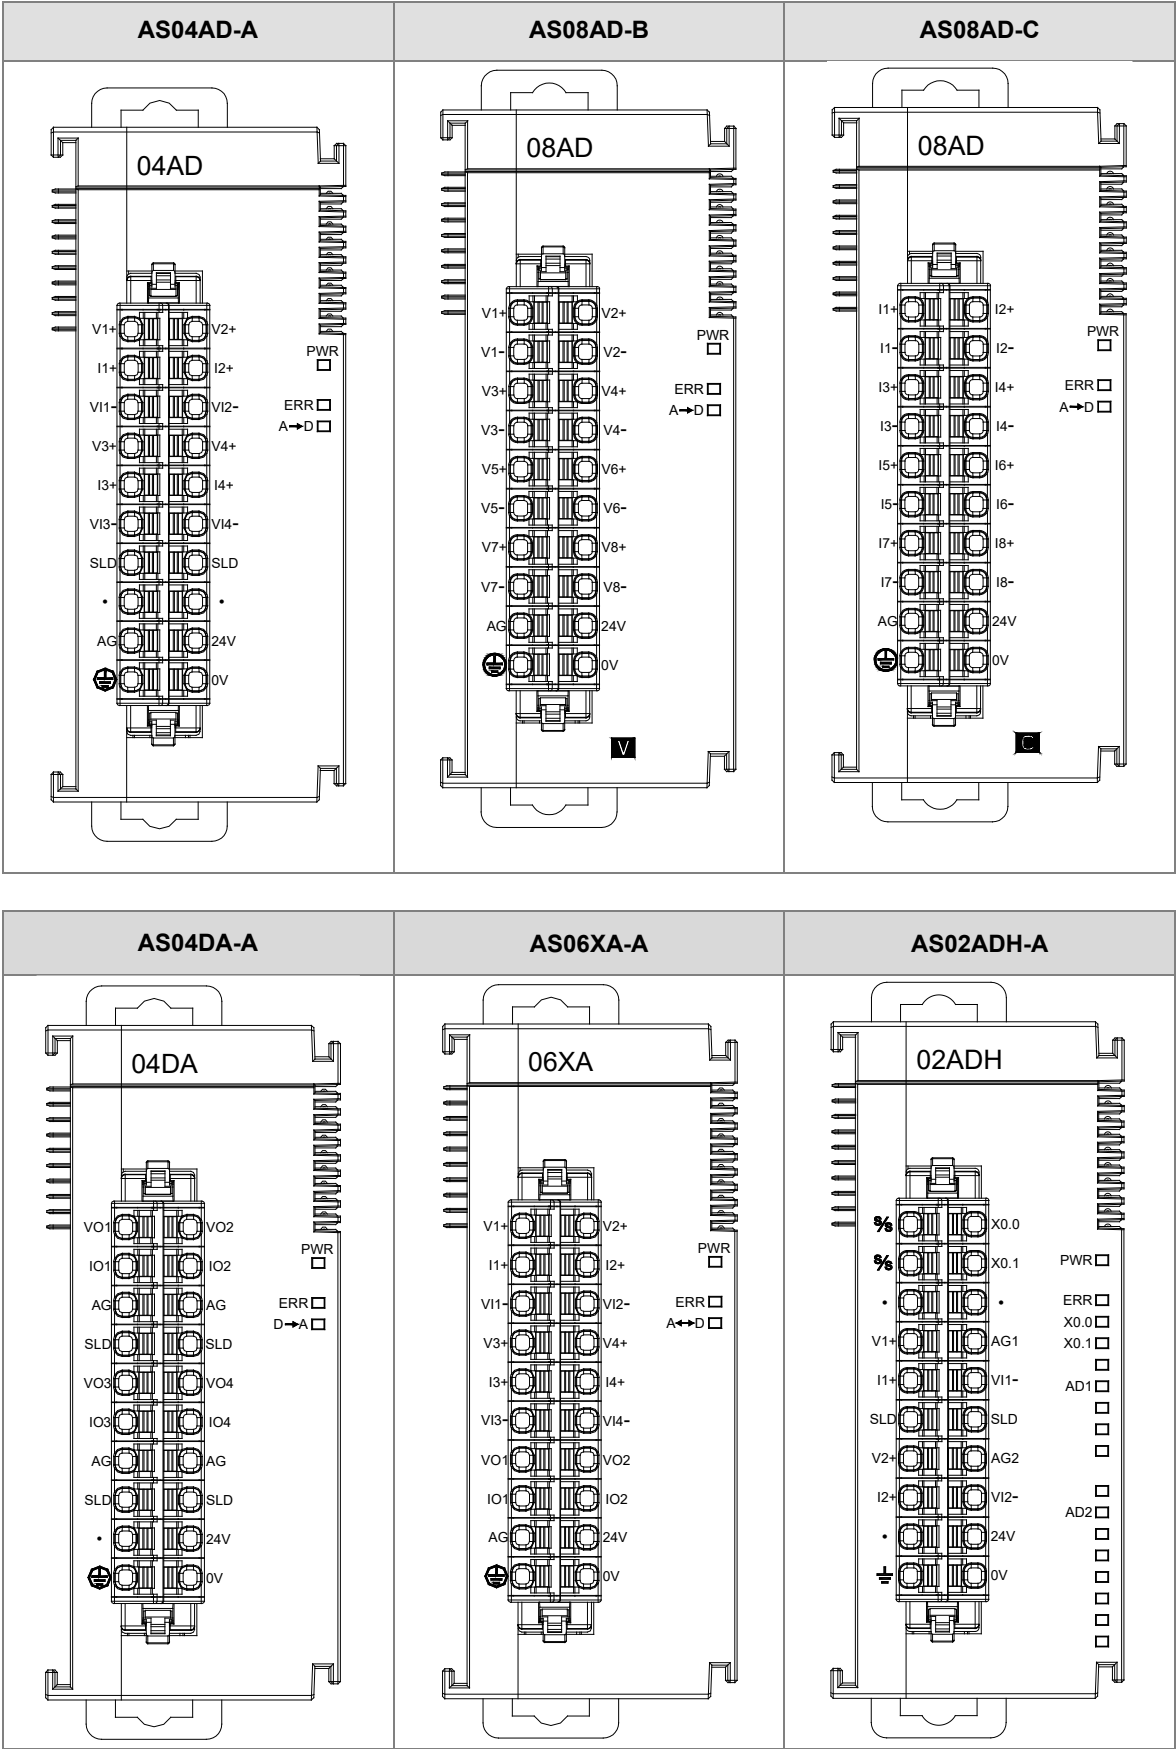 AS04AD-A AS08AD-B AS08AD-C
04AD
V1+ V2+
I1+ I2+
VI1- VI2-
V3+ V4+
I3+ I4+
VI3- VI4-
SLD SLD
• •
AG 24V
0V
PWR
ERR
A→D
08AD
V1+ V2+
V1- V2-
V3+ V4+
V3- V4-
V5+ V6+
V5- V6-
V7+ V8+
V7- V8-
AG 24V
0V
PWR
ERR
A→D
V
08AD
I1+ I2+
I1- I2-
I3+ I4+
I3- I4-
I5+ I6+
I5- I6-
I7+ I8+
I7- I8-
AG 24V
0V
PWR
ERR
A→D
C
AS04DA-A AS06XA-A AS02ADH-A
04DA
VO1 VO2
IO1 IO2
AG AG
SLD SLD
VO3 VO4
IO3 IO4
AG AG
SLD SLD
• 24V
0V
PWR
ERR
D→A
06XA
V1+ V2+
I1+ I2+
VI1- VI2-
V3+ V4+
I3+ I4+
VI3- VI4-
VO1 VO2
IO1 IO2
AG 24V
0V
PWR
ERR
A↔D
02ADH
S/S X0.0
S/S X0.1
• •
V1+ AG1
I1+ VI1-
SLD SLD
V2+ AG2
I2+ VI2-
• 24V
0V
PWR
ERR
X0.0
X0.1
AD1
AD2